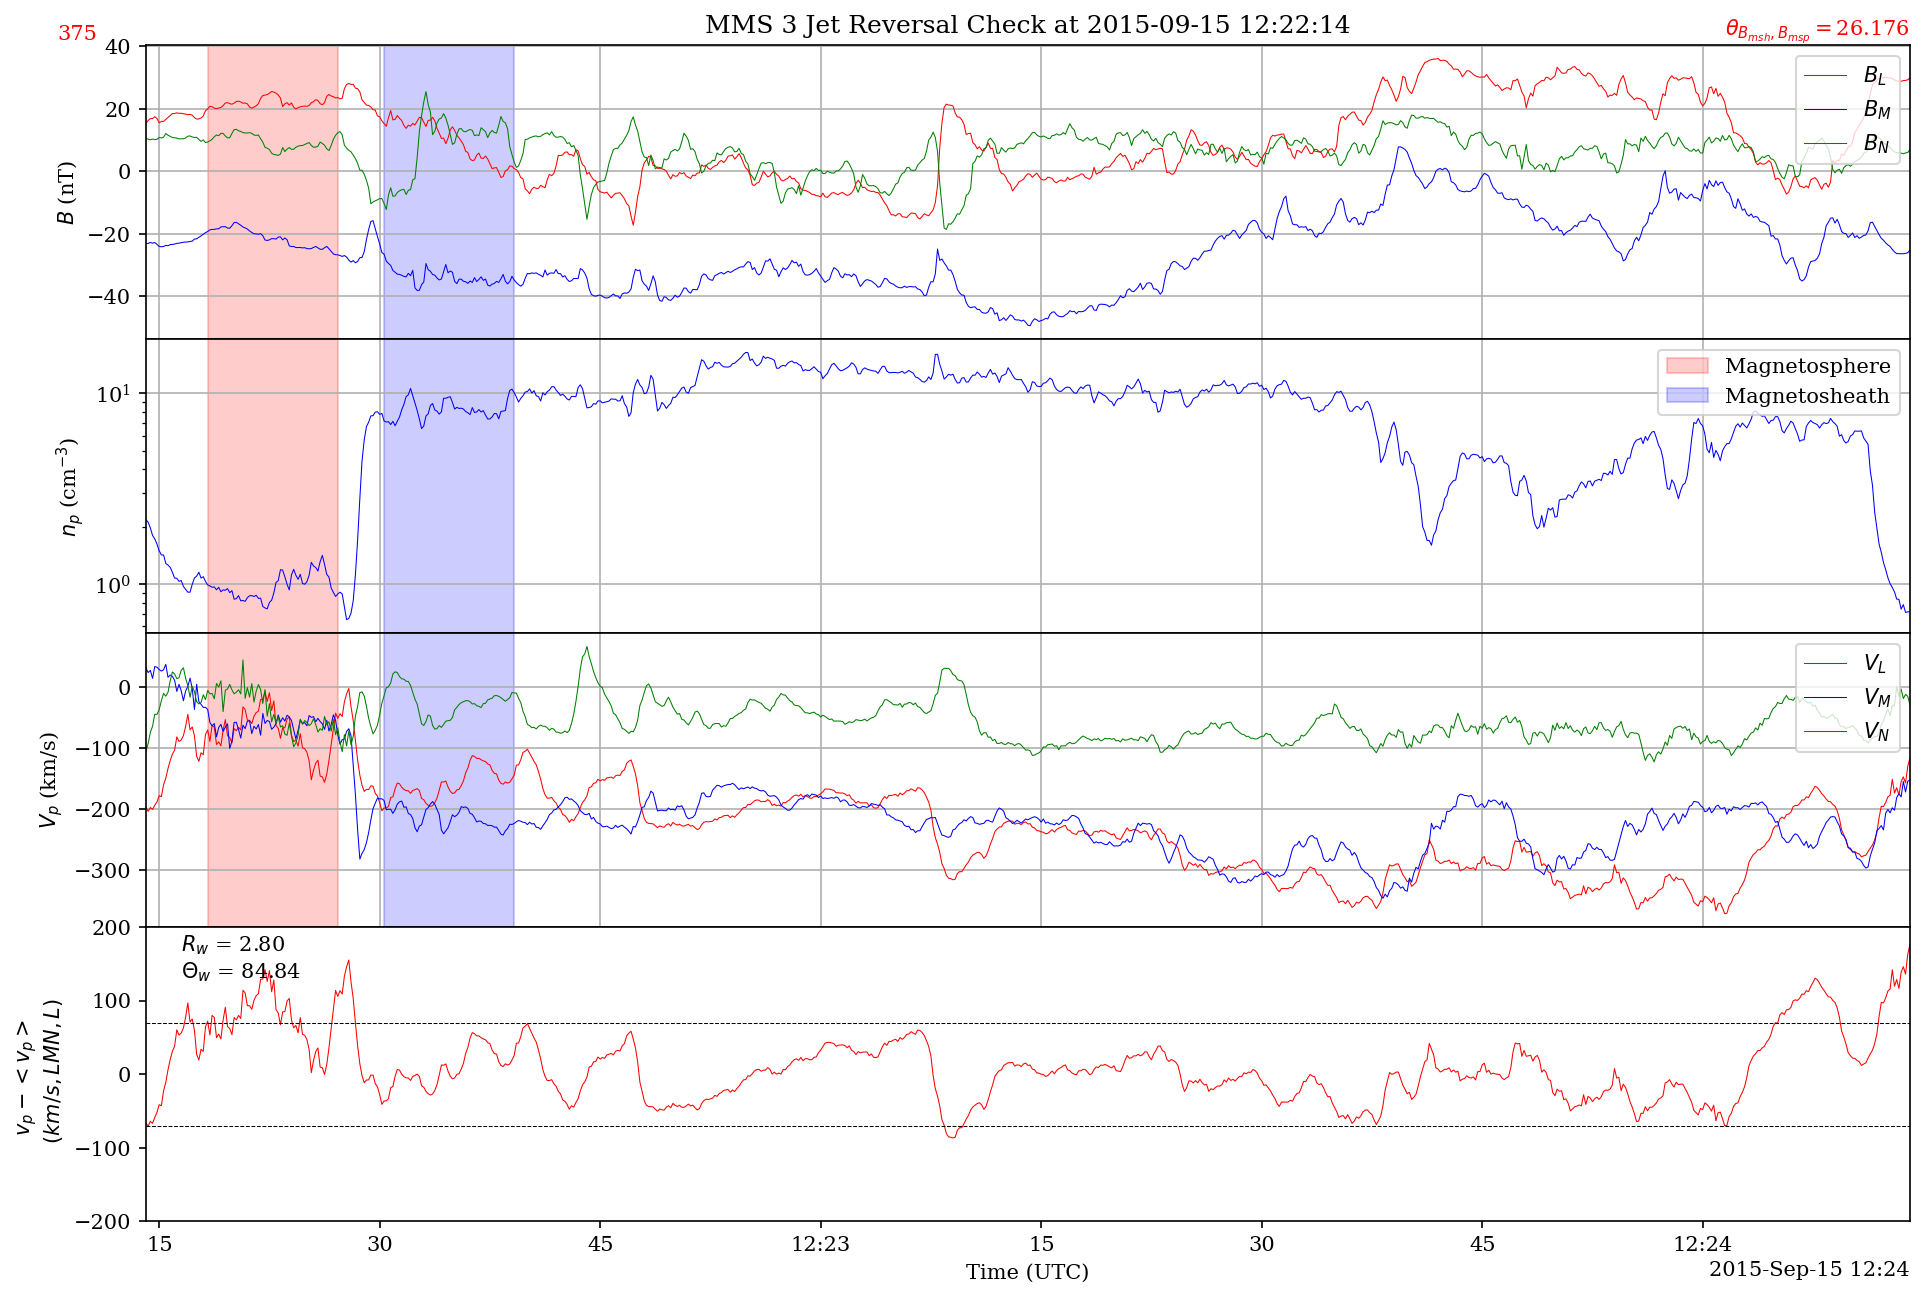 MMS 3 Jet Reversal Check at 2015-09-15 12:22:14
375
θ_{B_{msh}, B_{msp}} = 26.176
40
20
0
−20
−40
B (nT)
B_L
B_M
B_N
10^1
10^0
n_p (cm^{−3})
Magnetosphere
Magnetosheath
0
−100
−200
−300
V_p (km/s)
V_L
V_M
V_N
200
100
0
−100
−200
v_p − < v_p >
(km/s, LMN, L)
R_w = 2.80
Θ_w = 84.84
15 30 45 12:23 15 30 45 12:24
Time (UTC)
2015-Sep-15 12:24